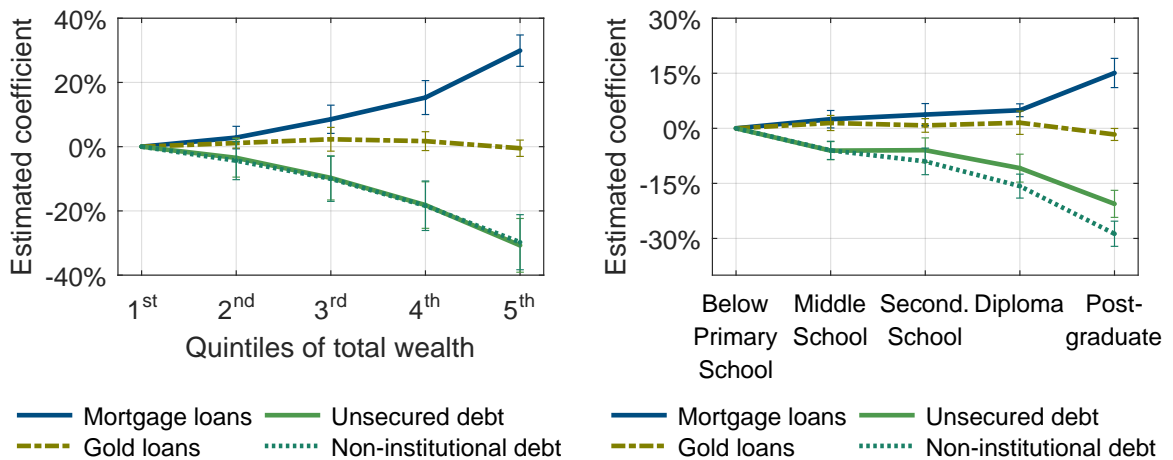 40%
20%
0%
-20%
-40%
Estimated coefficient
1st
2nd
3rd
4th
5th
Quintiles of total wealth
Mortgage loans
Unsecured debt
Gold loans
Non-institutional debt
30%
15%
0%
-15%
-30%
Estimated coefficient
Below
Primary
School
Middle
School
Second.
School
Diploma
Post-
graduate
Mortgage loans
Unsecured debt
Gold loans
Non-institutional debt